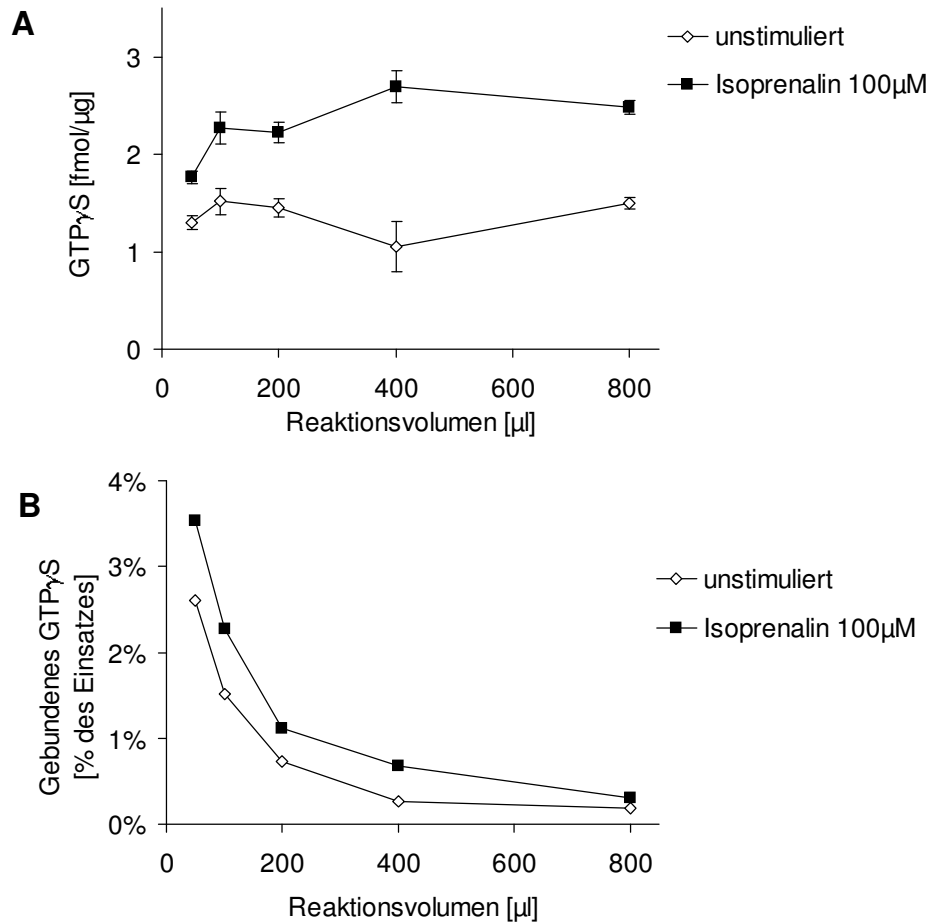 A
unstimuliert
Isoprenalin 100µM
GTPγS [fmol/µg]
3
2
1
0
0 200 400 600 800
Reaktionsvolumen [µl]
B
unstimuliert
Isoprenalin 100µM
Gebundenes GTPγS
[% des Einsatzes]
4%
3%
2%
1%
0%
0 200 400 600 800
Reaktionsvolumen [µl]